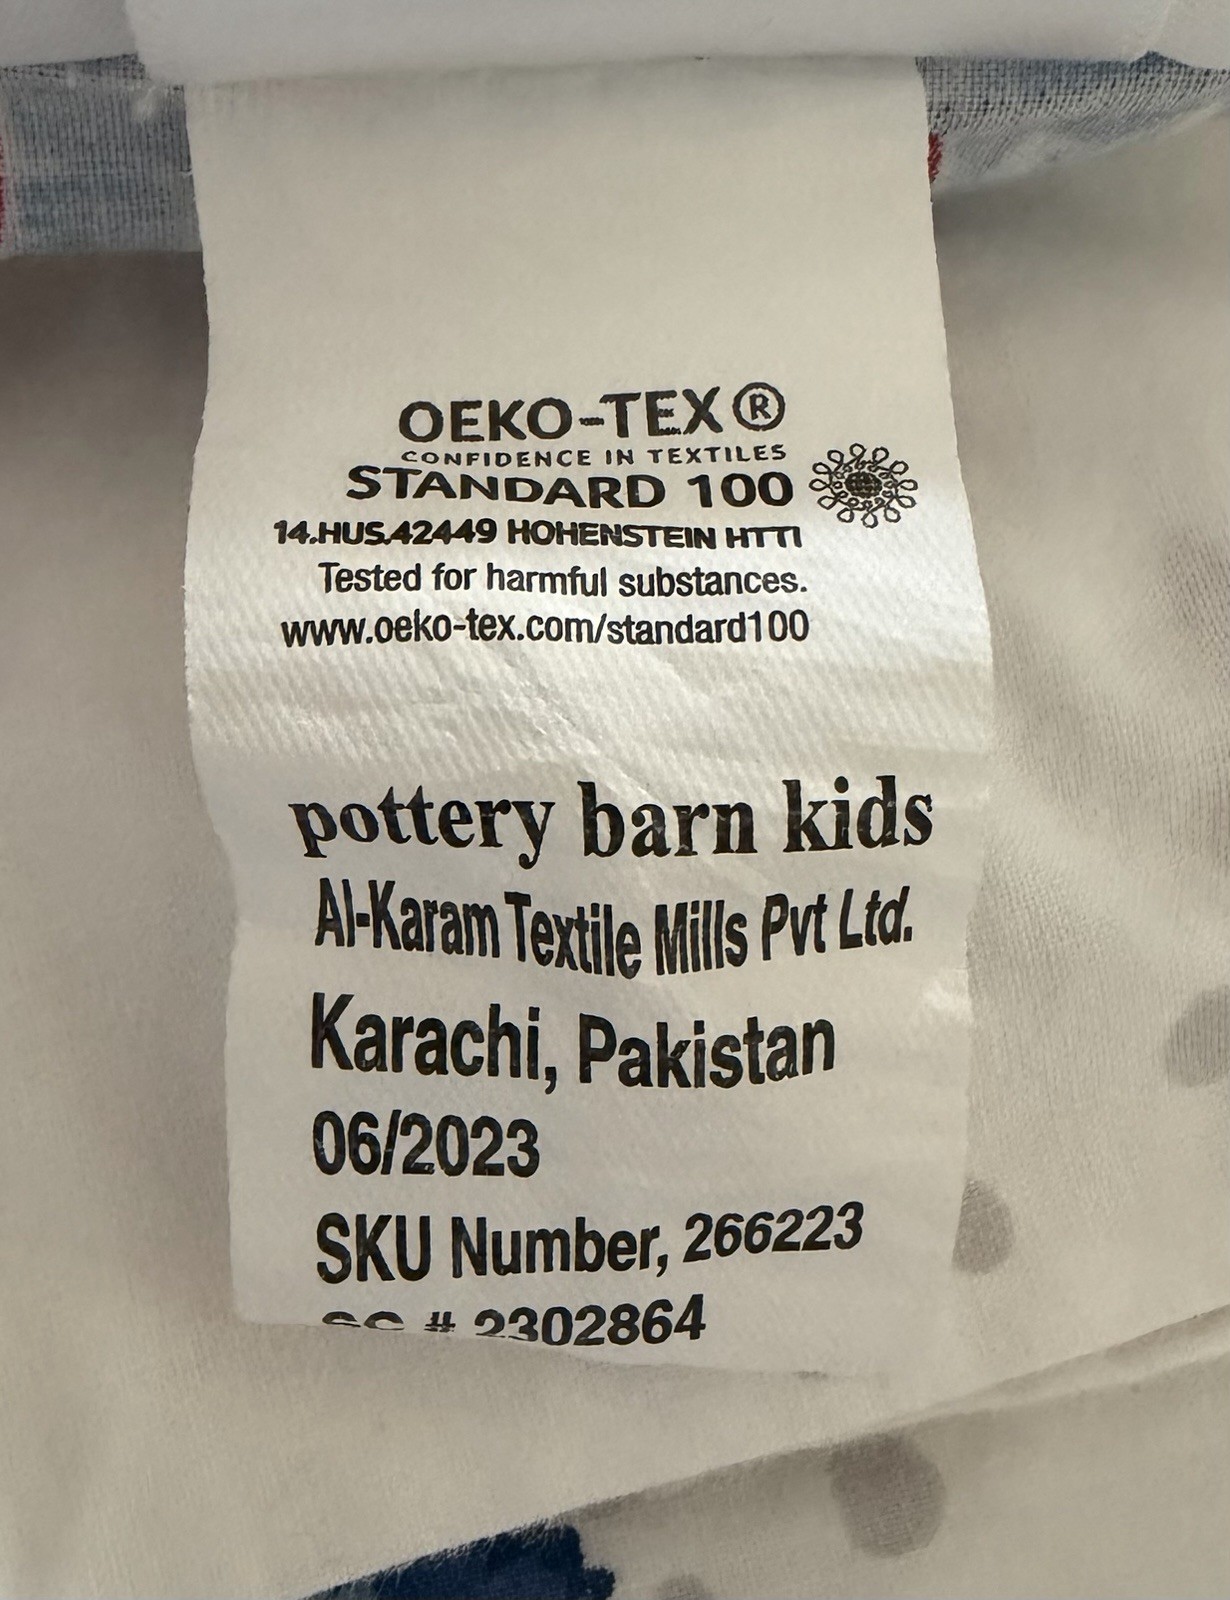 OEKO-TEX®
CONFIDENCE IN TEXTILES
STANDARD 100
14.HUS.42449 HOHENSTEIN HTTI
Tested for harmful substances.
www.oeko-tex.com/standard100
pottery barn kids
Al-Karam Textile Mills Pvt Ltd.
Karachi, Pakistan
06/2023
SKU Number, 266223
# 2302864